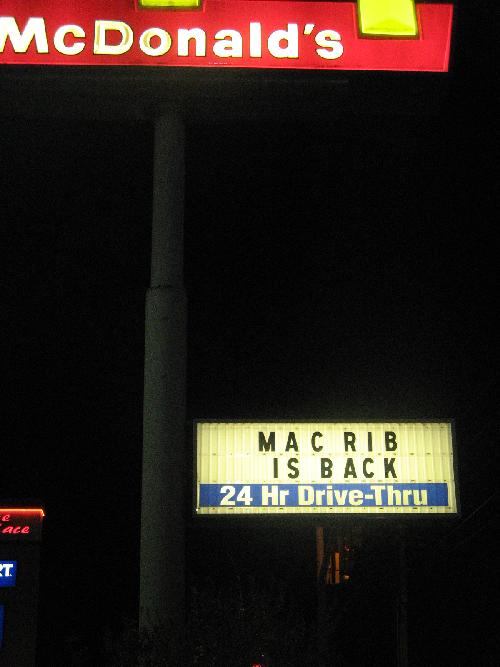 McDonald's
MAC RIB
IS BACK
24 Hr Drive-Thru